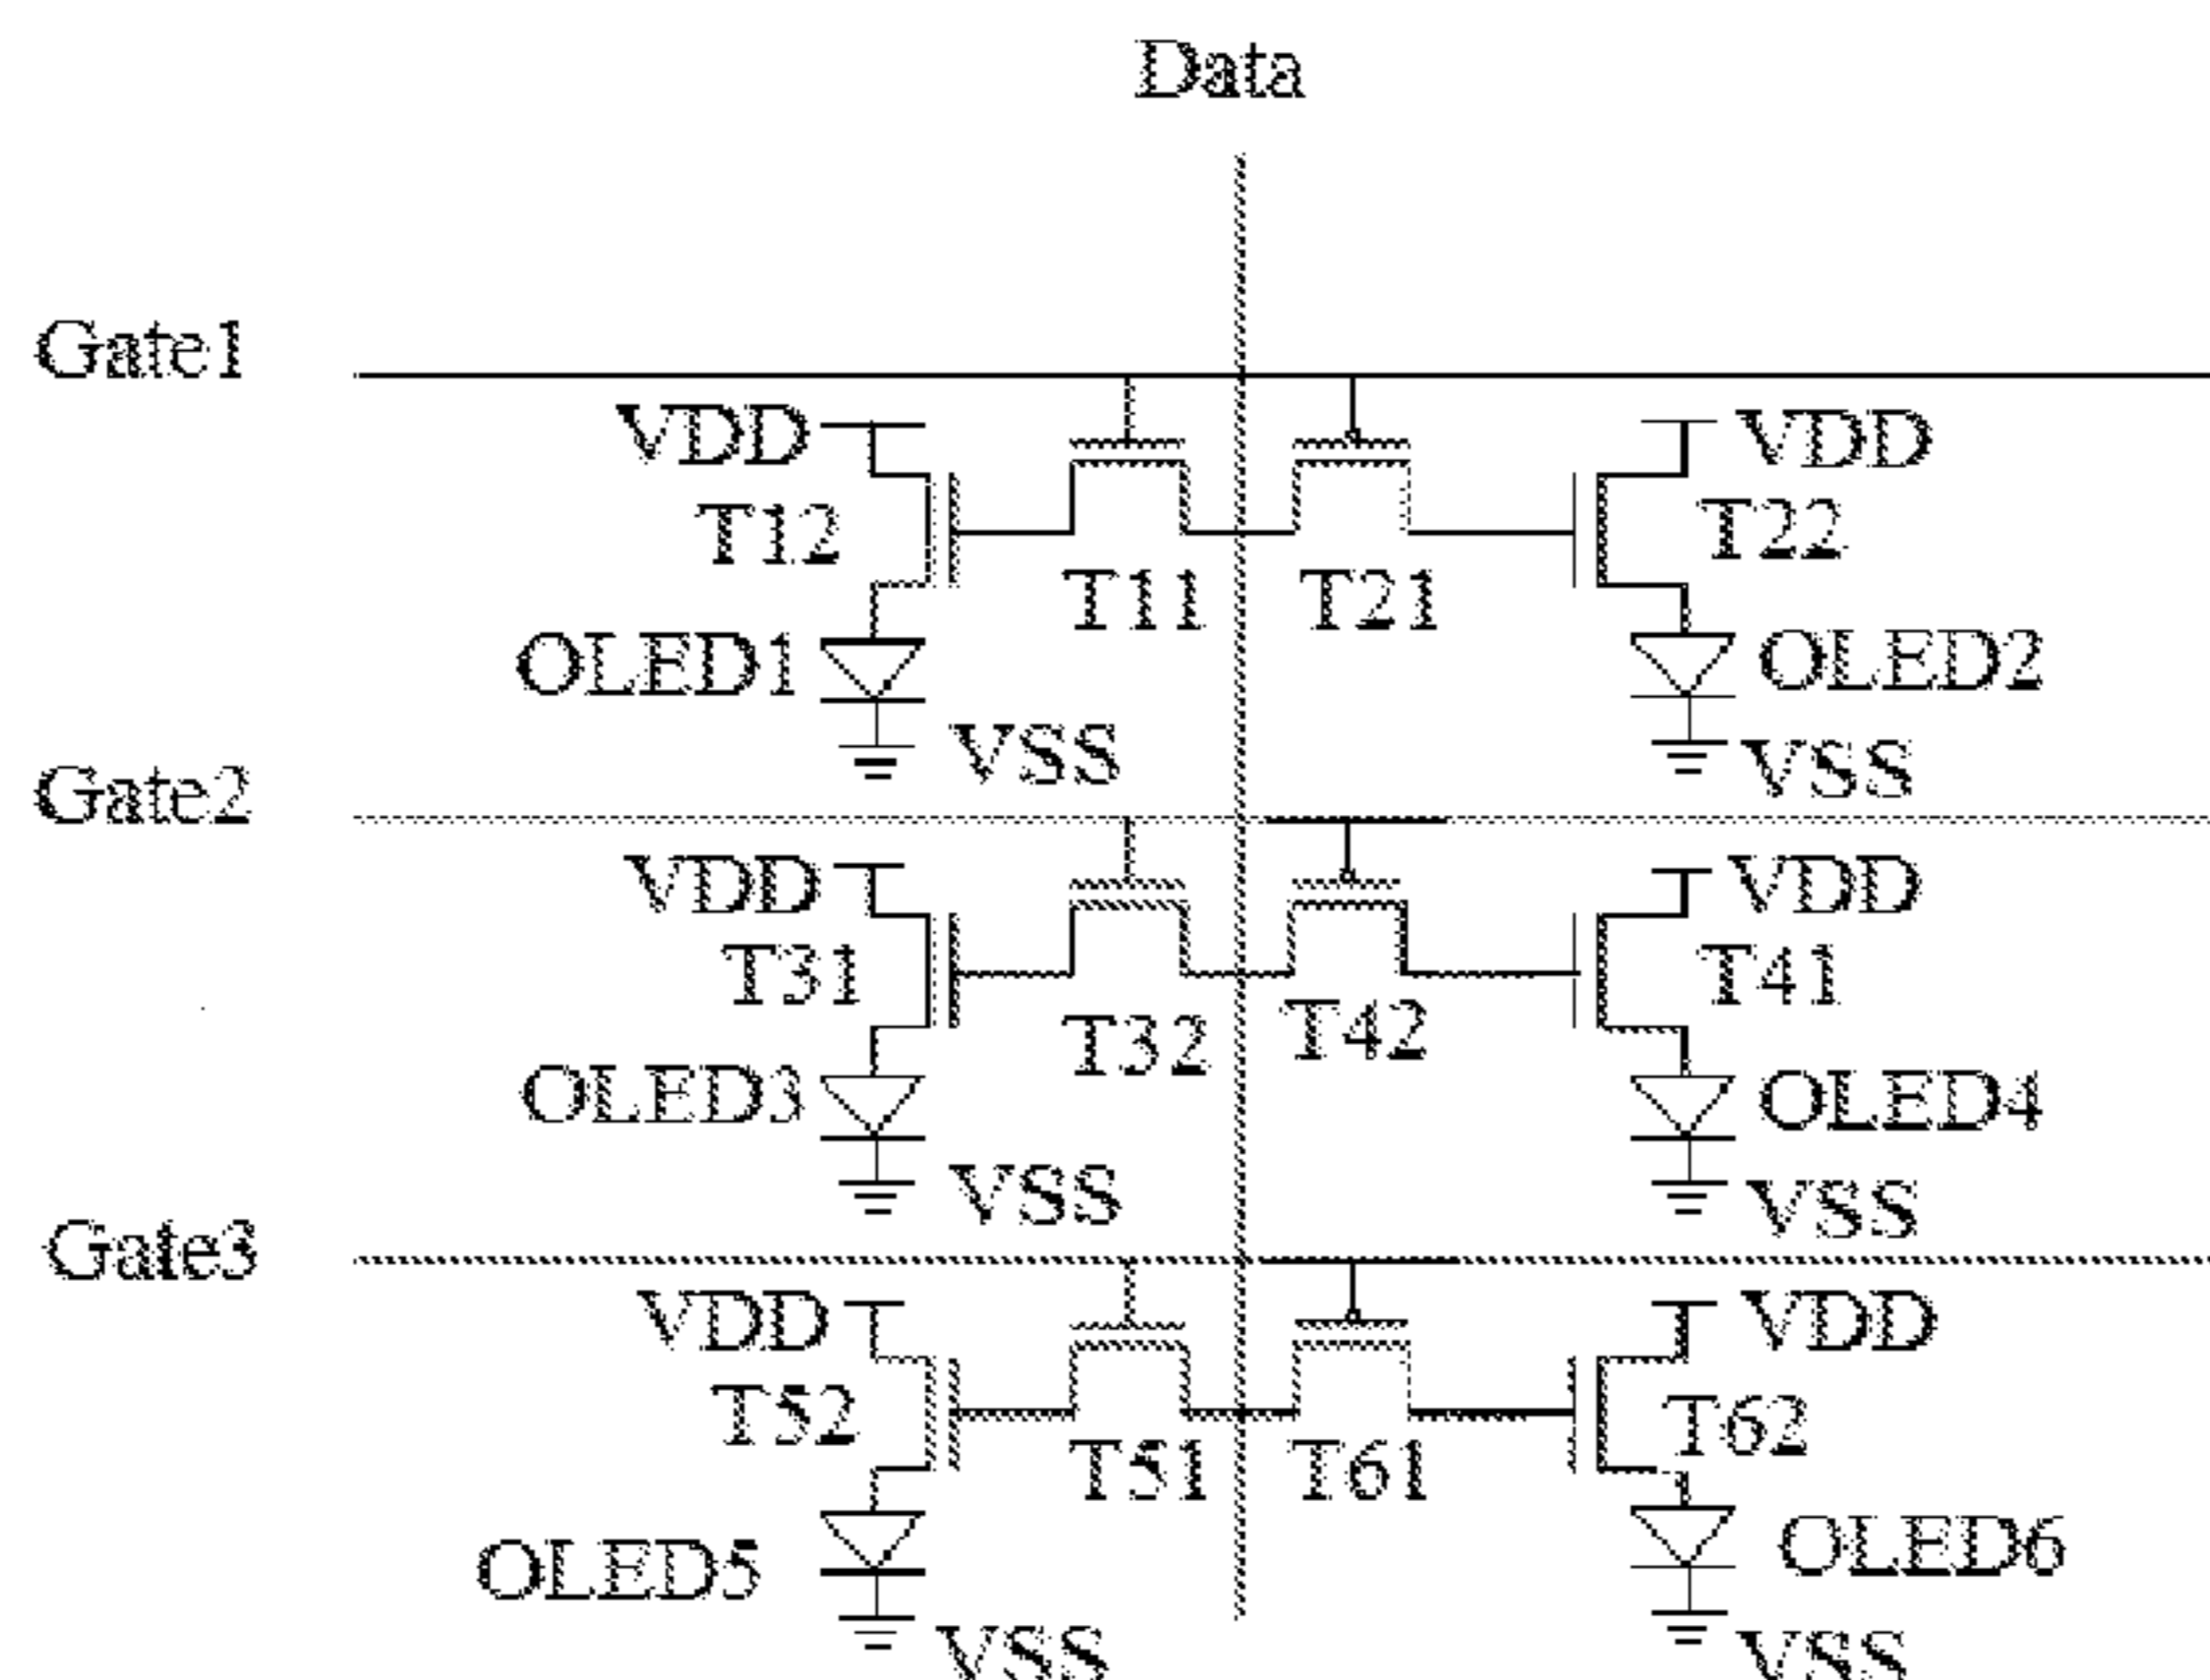 Data
Gate1
VDD VDD
T12 T22
T11 T21
OLED1 OLED2
VSS VSS
Gate2
VDD VDD
T31 T41
T32 T42
OLED3 OLED4
VSS VSS
Gate3
VDD VDD
T52 T62
T51 T61
OLED5 OLED6
VSS VSS